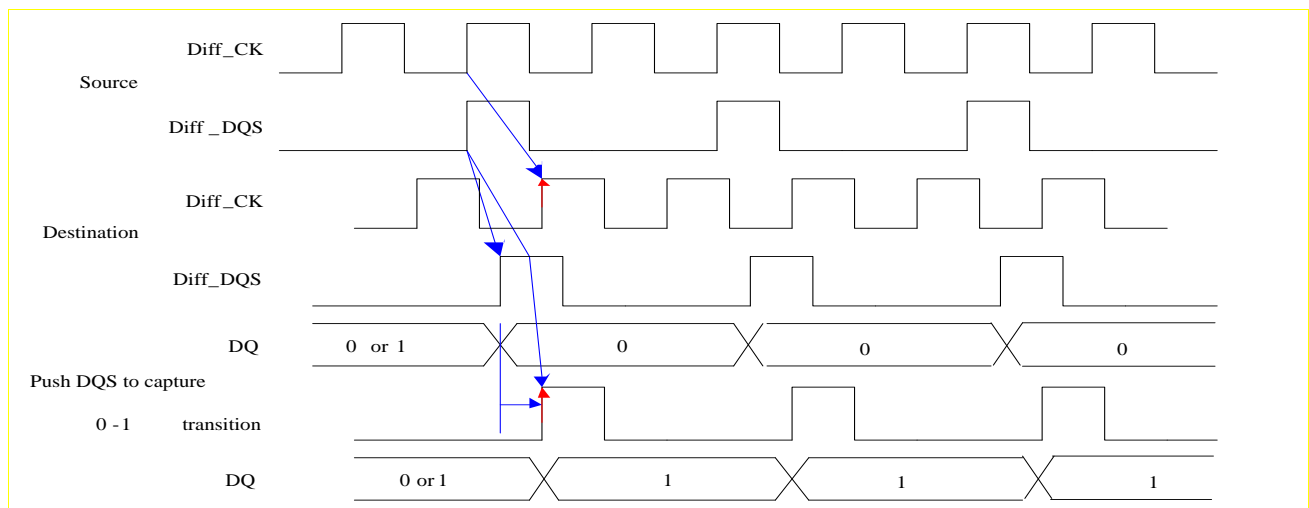 Diff_CK
Source
Diff _DQS
Diff_CK
Destination
Diff_DQS
DQ 0 or 1 0 0 0
Push DQS to capture
0 -1 transition
DQ 0 or 1 1 1 1